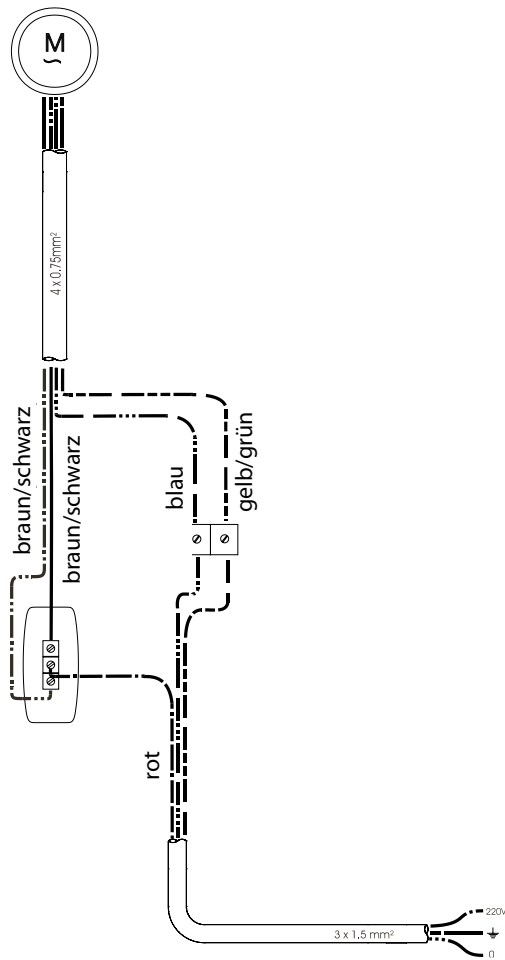 M
4 x 0.75mm²
braun/schwarz
braun/schwarz
blau
gelb/grün
rot
3 x 1.5 mm²
220V
0